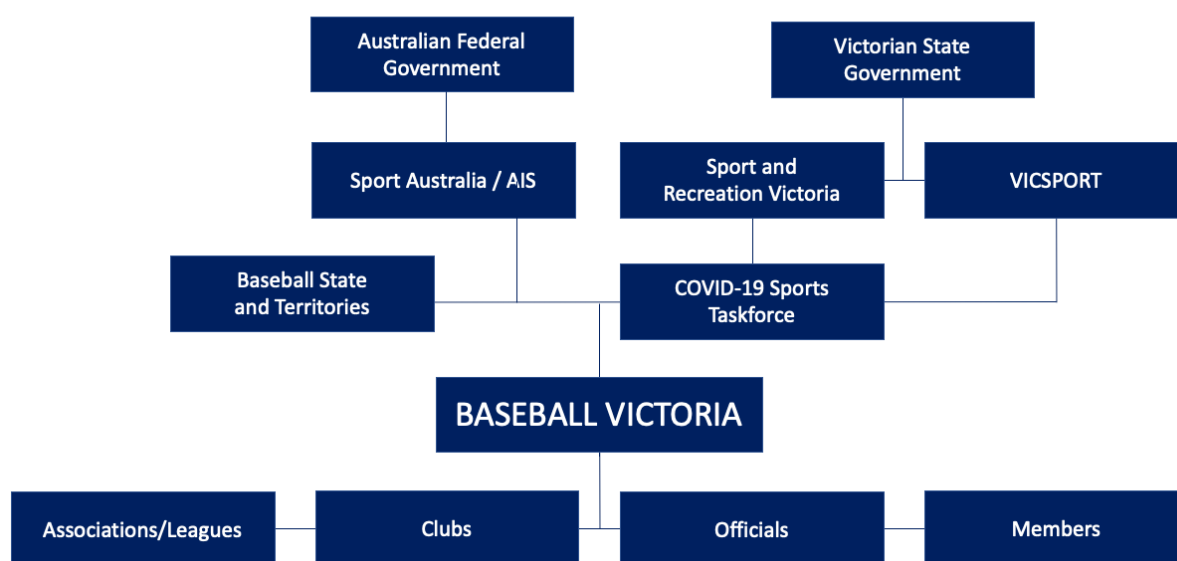 Australian Federal
Government
Victorian State
Government
Sport Australia / AIS
Sport and
Recreation Victoria
VICSPORT
Baseball State
and Territories
COVID-19 Sports
Taskforce
BASEBALL VICTORIA
Associations/Leagues
Clubs
Officials
Members